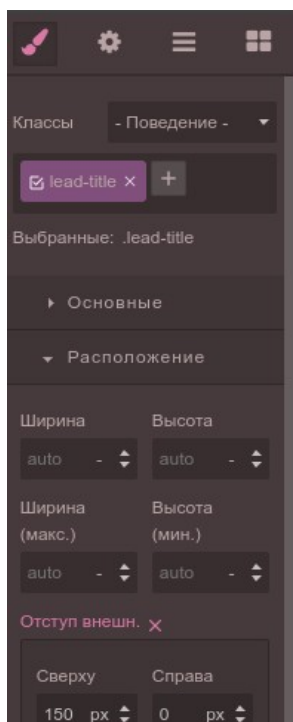 Классы - Поведение -
lead-title × +
Выбранные: .lead-title
Основные
Расположение
Ширина Высота
auto - auto -
Ширина Высота
(макс.) (мин.)
auto - auto -
Отступ внешн. ×
Сверху Справа
150 px 0 px